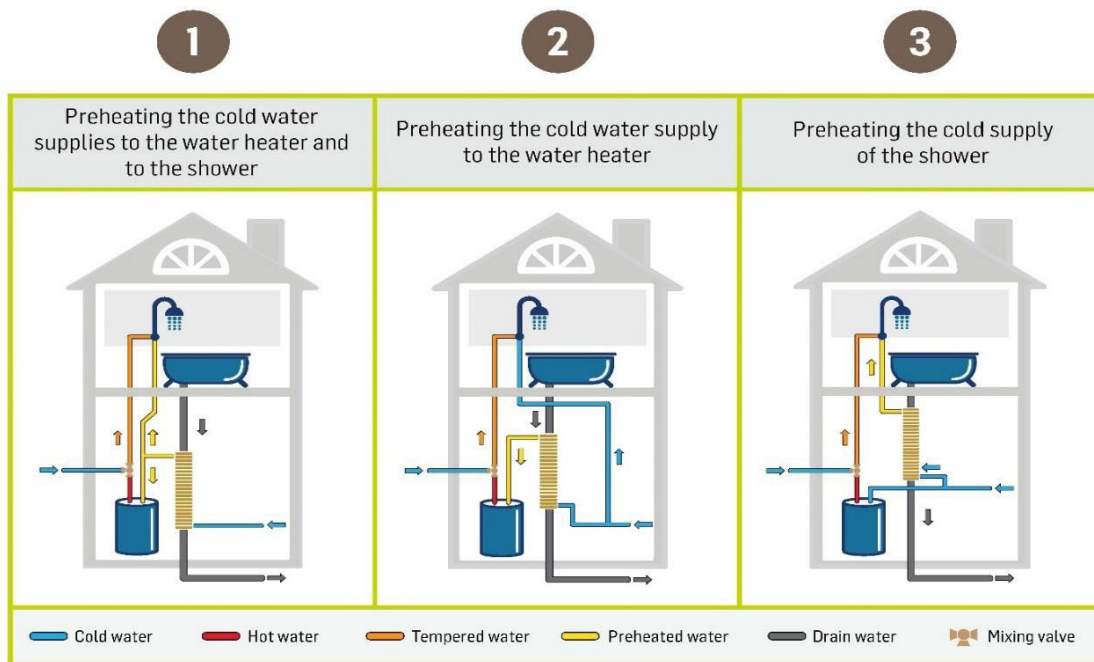 1
2
3
Preheating the cold water
supplies to the water heater and
to the shower
Preheating the cold water supply
to the water heater
Preheating the cold supply
of the shower
Cold water
Hot water
Tempered water
Preheated water
Drain water
Mixing valve